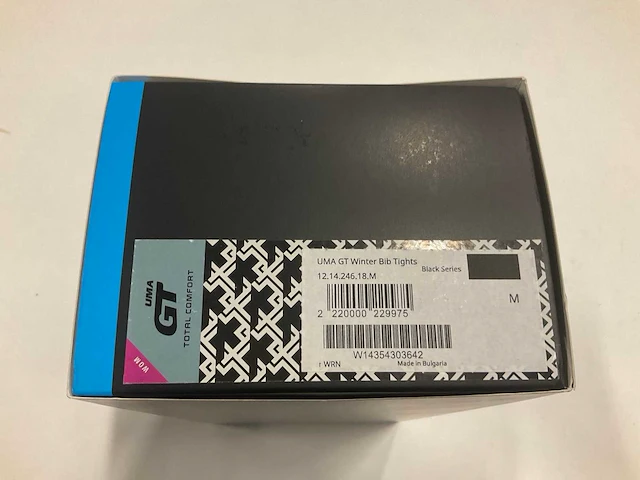 UMA
GT
TOTAL COMFORT
WOM
UMA GT Winter Bib Tights
Black Series
12.14.246.18.M
M
2 220000 229975
W14354303642
r WRN
Made in Bulgaria